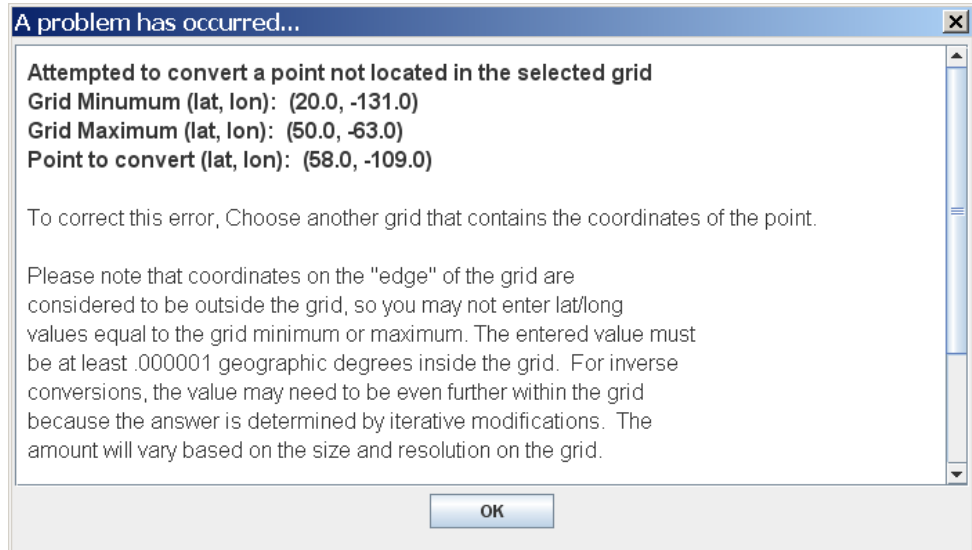 A problem has occurred...
Attempted to convert a point not located in the selected grid
Grid Minumum (lat, lon):  (20.0, -131.0)
Grid Maximum (lat, lon):  (50.0, -63.0)
Point to convert (lat, lon):  (58.0, -109.0)
To correct this error, Choose another grid that contains the coordinates of the point.
Please note that coordinates on the "edge" of the grid are
considered to be outside the grid, so you may not enter lat/long
values equal to the grid minimum or maximum. The entered value must
be at least .000001 geographic degrees inside the grid.  For inverse
conversions, the value may need to be even further within the grid
because the answer is determined by iterative modifications.  The
amount will vary based on the size and resolution on the grid.
OK